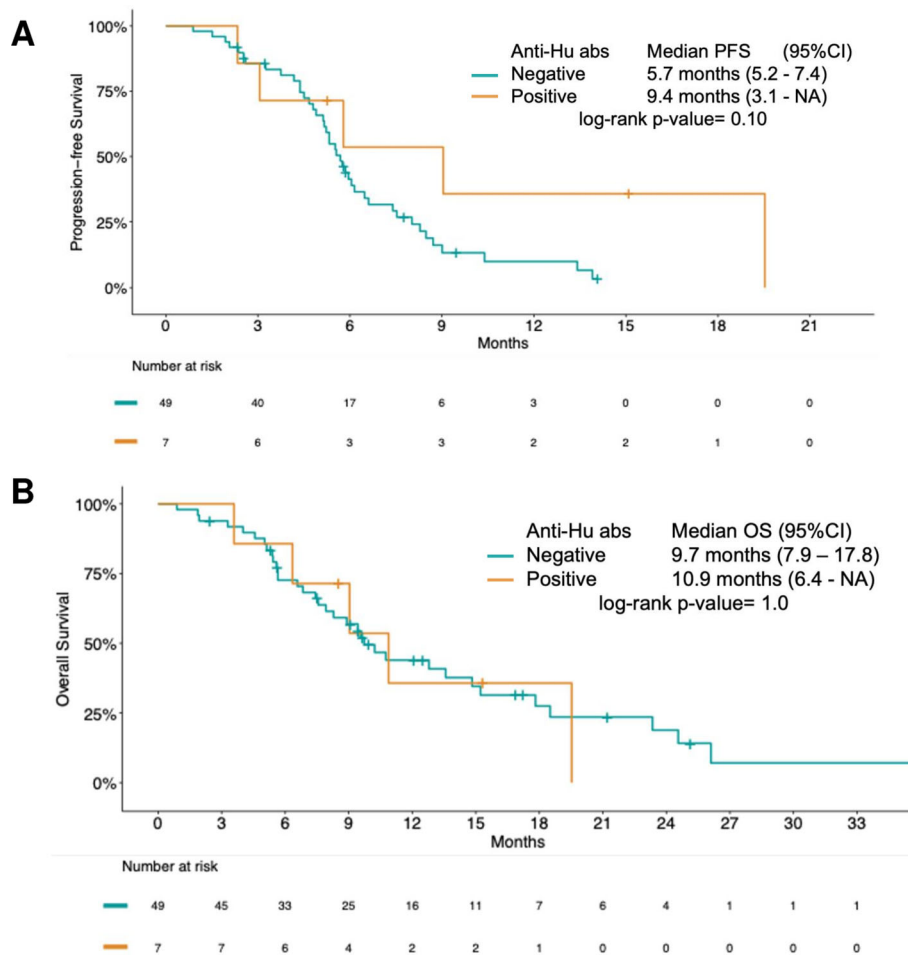 A
Progression-free Survival
100%
75%
50%
25%
0%
Anti-Hu abs Median PFS (95%CI)
Negative 5.7 months (5.2 - 7.4)
Positive 9.4 months (3.1 - NA)
log-rank p-value= 0.10
0 3 6 9 12 15 18 21
Months
Number at risk
49 40 17 6 3 0 0 0
7 6 3 3 2 2 1 0
B
Overall Survival
100%
75%
50%
25%
0%
Anti-Hu abs Median OS (95%CI)
Negative 9.7 months (7.9 – 17.8)
Positive 10.9 months (6.4 - NA)
log-rank p-value= 1.0
0 3 6 9 12 15 18 21 24 27 30 33
Months
Number at risk
49 45 33 25 16 11 7 6 4 1 1 1
7 7 6 4 2 2 1 0 0 0 0 0